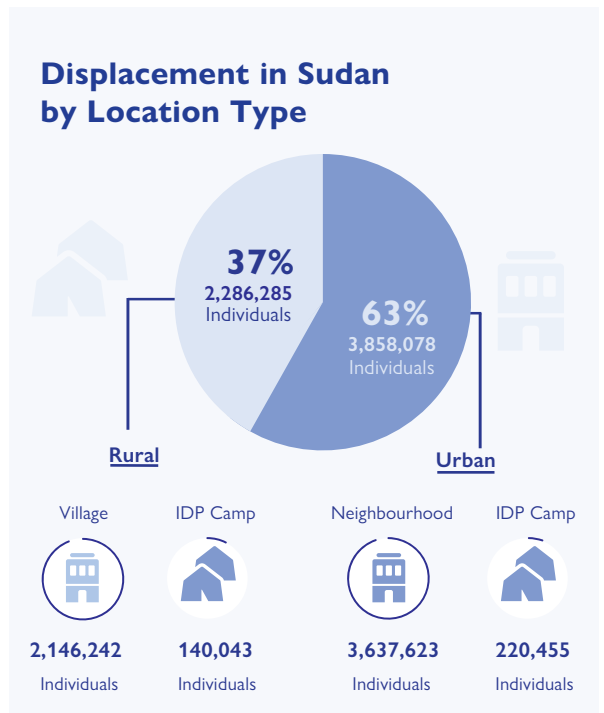 Displacement in Sudan
by Location Type
37%
2,286,285
Individuals
63%
3,858,078
Individuals
Rural
Urban
Village
IDP Camp
Neighbourhood
IDP Camp
2,146,242
140,043
3,637,623
220,455
Individuals
Individuals
Individuals
Individuals